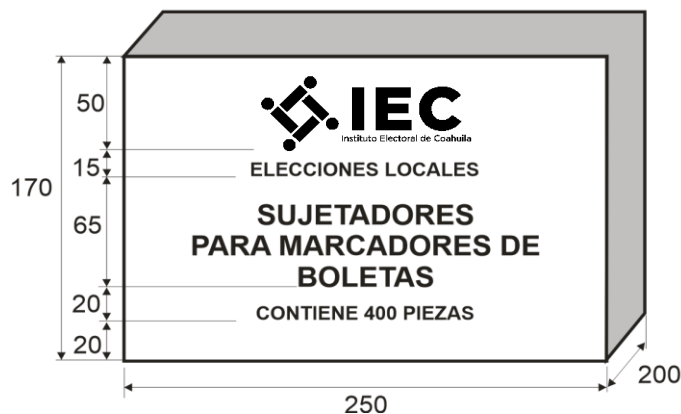 50
IEC
Instituto Electoral de Coahuila
15
ELECCIONES LOCALES
170
65
SUJETADORES
PARA MARCADORES DE
BOLETAS
20
CONTIENE 400 PIEZAS
20
200
250